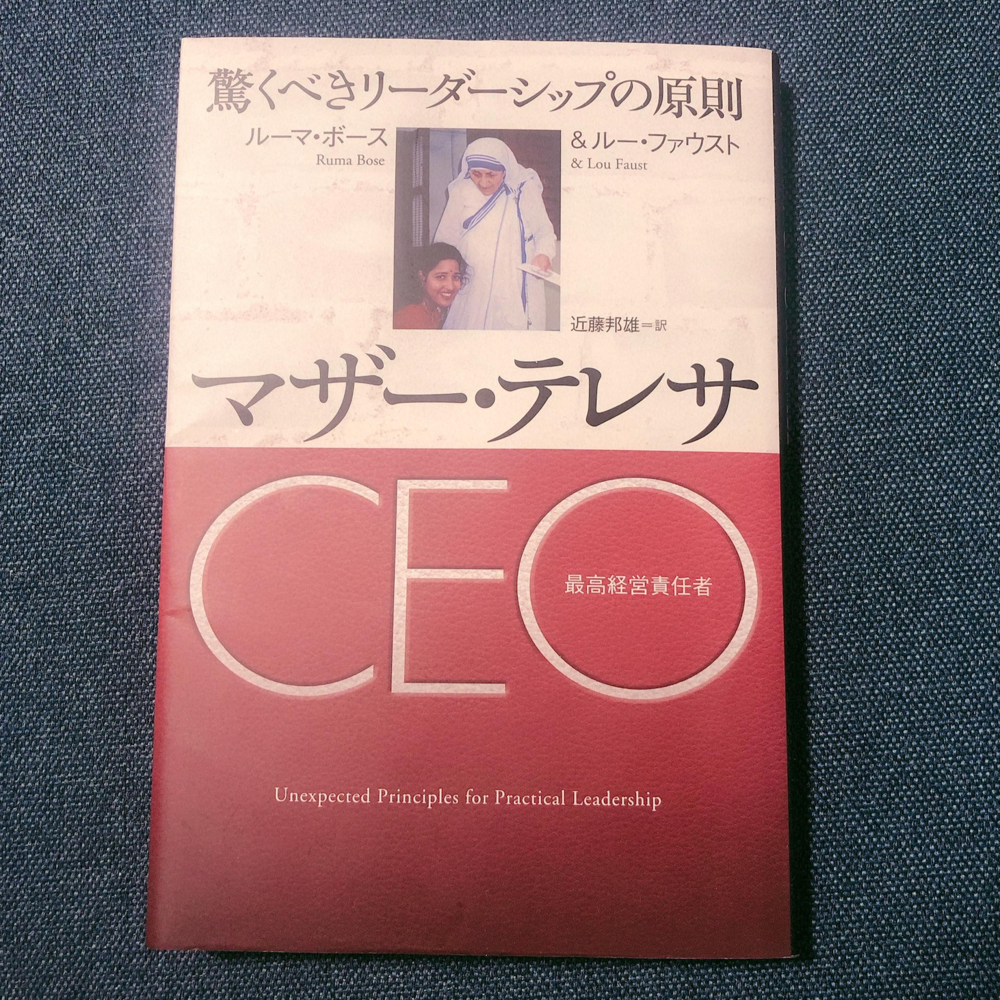 驚くべきリーダーシップの原則
ルーマ・ボース
Ruma Bose
&ルー・ファウスト
& Lou Faust
近藤邦雄=訳
マザー・テレサ
CEO
最高経営責任者
Unexpected Principles for Practical Leadership